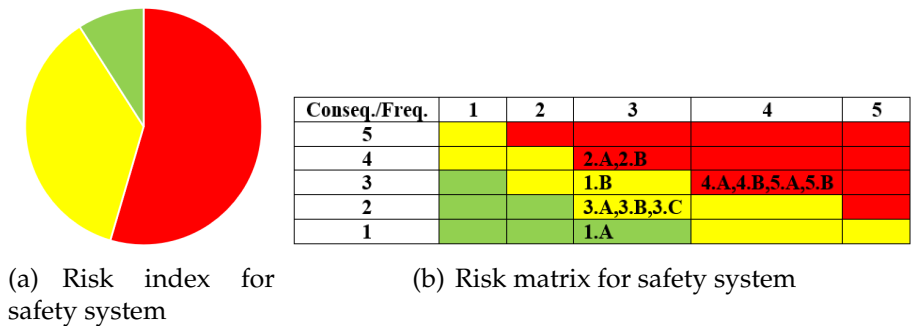 Conseq./Freq. 1 2 3 4 5
5
4 2.A,2.B
3 1.B 4.A,4.B,5.A,5.B
2 3.A,3.B,3.C
1 1.A
(a) Risk index for
safety system
(b) Risk matrix for safety system